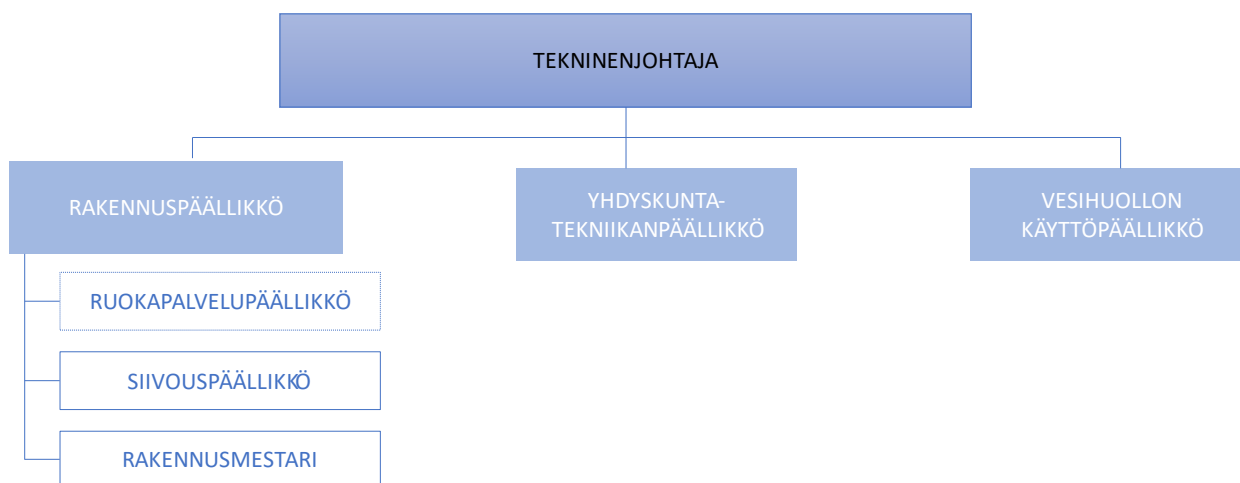 TEKNINENJOHTAJA
RAKENNUSPÄÄLLIKKÖ
YHDYSKUNTA-
TEKNIIKANPÄÄLLIKKÖ
VESIHUOLLON
KÄYTTÖPÄÄLLIKKÖ
RUOKAPALVELUPÄÄLLIKKÖ
SIIVOUSPÄÄLLIKKÖ
RAKENNUSMESTARI